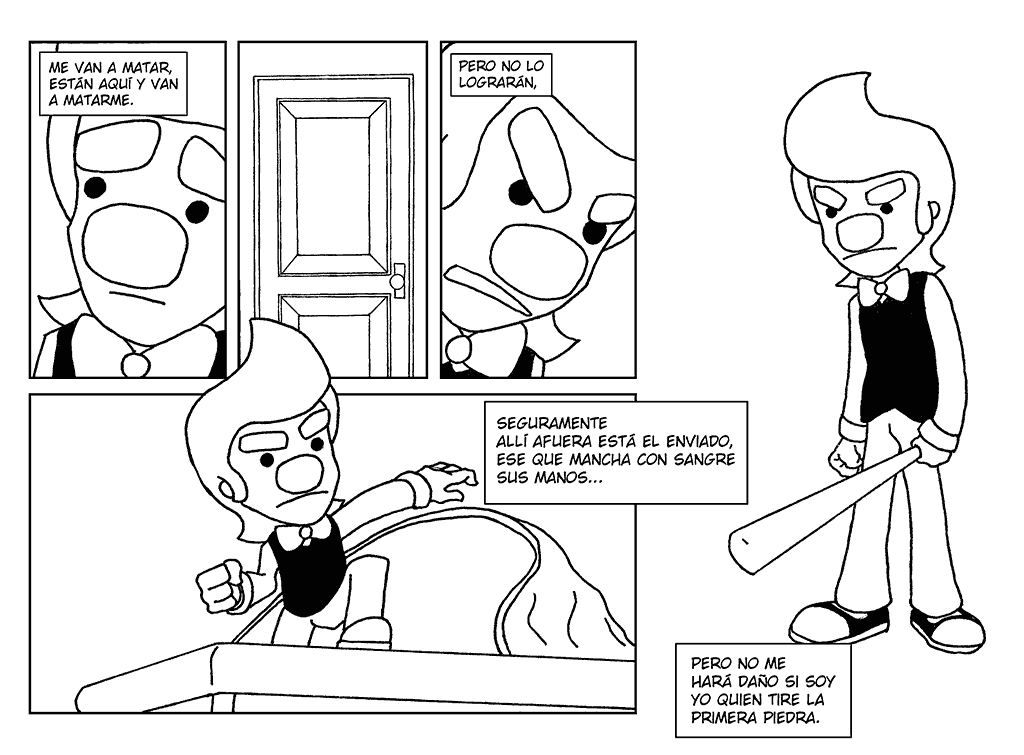 ME VAN A MATAR,
ESTÁN AQUÍ Y VAN
A MATARME.
PERO NO LO
LOGRARÁN,
SEGURAMENTE
ALLÍ AFUERA ESTÁ EL ENVIADO,
ESE QUE MANCHA CON SANGRE
SUS MANOS...
PERO NO ME
HARÁ DAÑO SI SOY
YO QUIEN TIRE LA
PRIMERA PIEDRA.